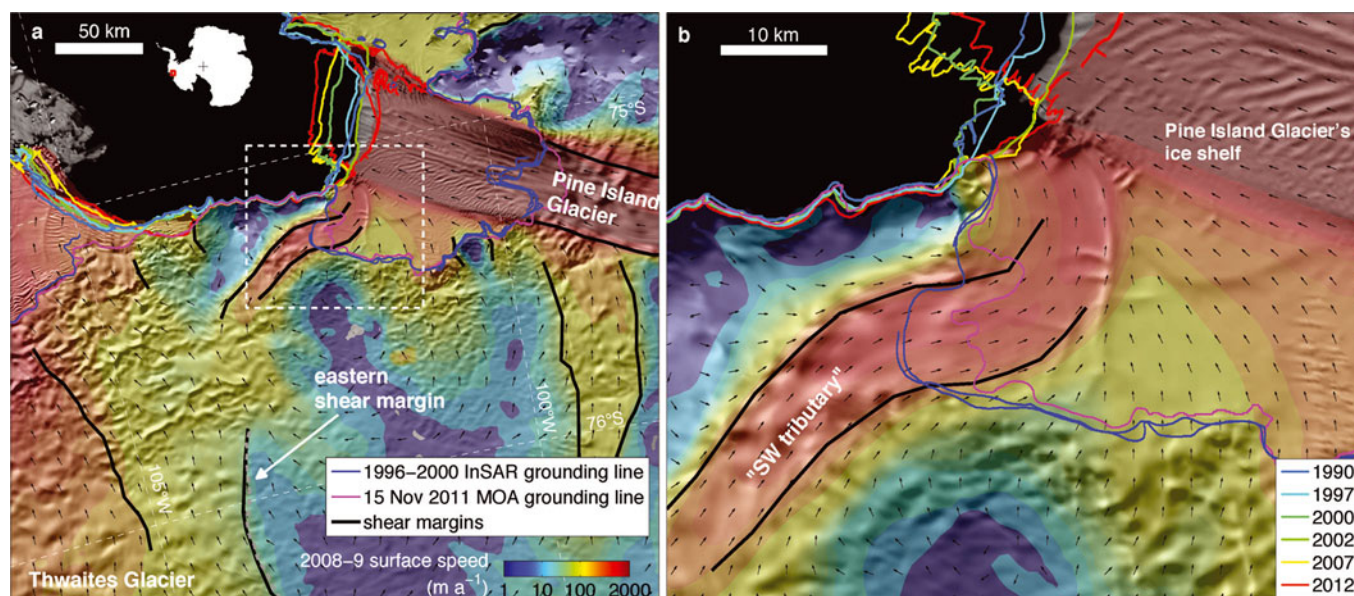 a
50 km
75°S
Pine Island
Glacier
eastern
shear margin
100°W
76°S
105°W
1996–2000 InSAR grounding line
15 Nov 2011 MOA grounding line
shear margins
2008–9 surface speed
(m a⁻¹)
1 10 100 2000
Thwaites Glacier
b
10 km
Pine Island Glacier's
ice shelf
"SW tributary"
1990
1997
2000
2002
2007
2012